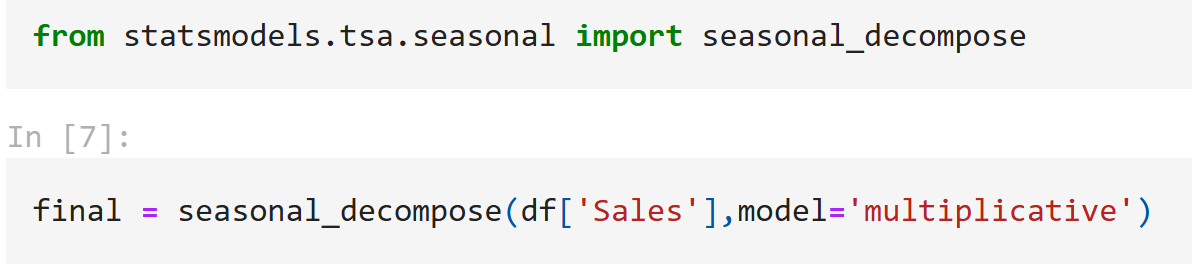 from statsmodels.tsa.seasonal import seasonal_decompose
In [7]:
final = seasonal_decompose(df['Sales'],model='multiplicative')